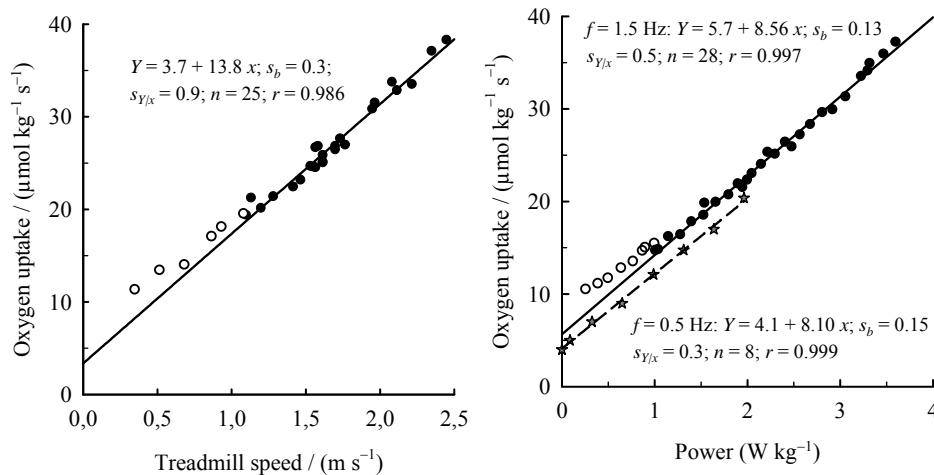 Oxygen uptake / (µmol kg⁻¹ s⁻¹)
40
30
20
10
0
Y = 3.7 + 13.8 x; s_b = 0.3;
s_{Y/x} = 0.9; n = 25; r = 0.986
0,0 0,5 1,0 1,5 2,0 2,5
Treadmill speed / (m s⁻¹)
Oxygen uptake / (µmol kg⁻¹ s⁻¹)
40
30
20
10
0
f = 1.5 Hz: Y = 5.7 + 8.56 x; s_b = 0.13
s_{Y/x} = 0.5; n = 28; r = 0.997
f = 0.5 Hz: Y = 4.1 + 8.10 x; s_b = 0.15
s_{Y/x} = 0.3; n = 8; r = 0.999
0 1 2 3 4
Power (W kg⁻¹)